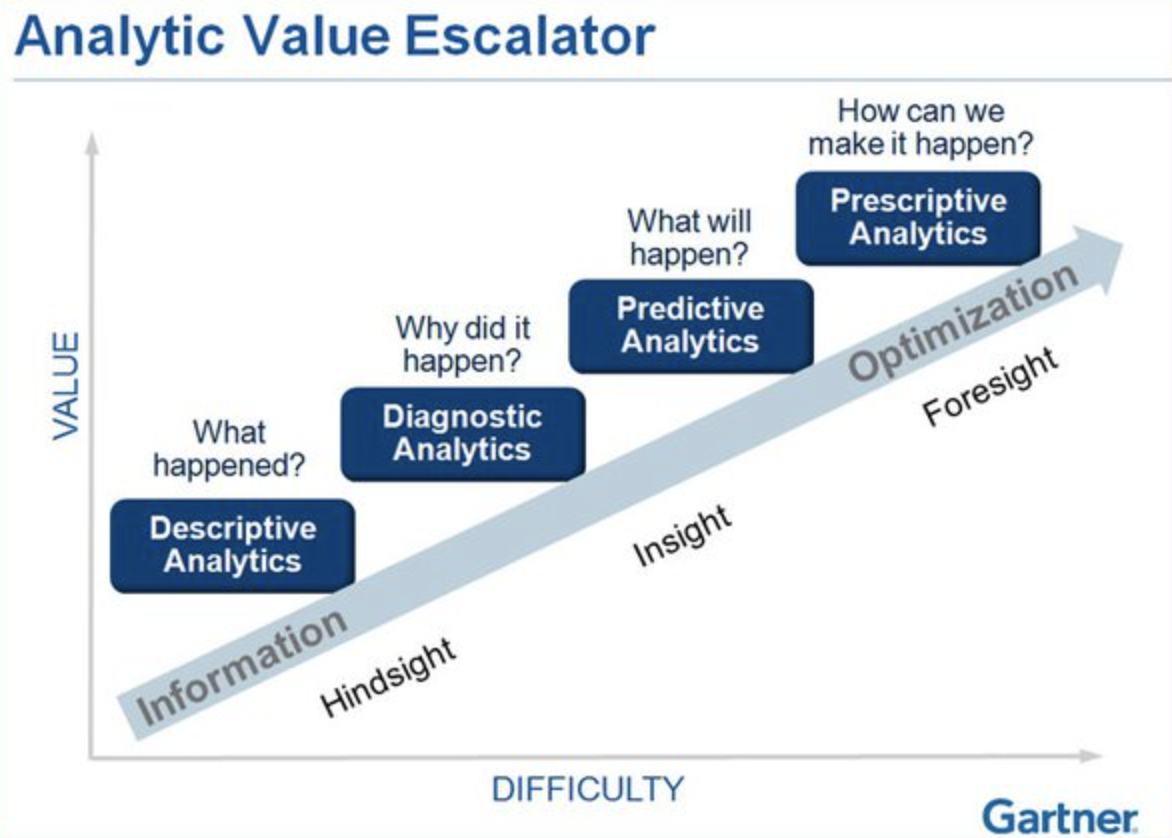 Analytic Value Escalator
How can we
make it happen?
Prescriptive
Analytics
What will
happen?
Predictive
Analytics
Why did it
happen?
Diagnostic
Analytics
What
happened?
Descriptive
Analytics
VALUE
Information
Optimization
Hindsight
Insight
Foresight
DIFFICULTY
Gartner